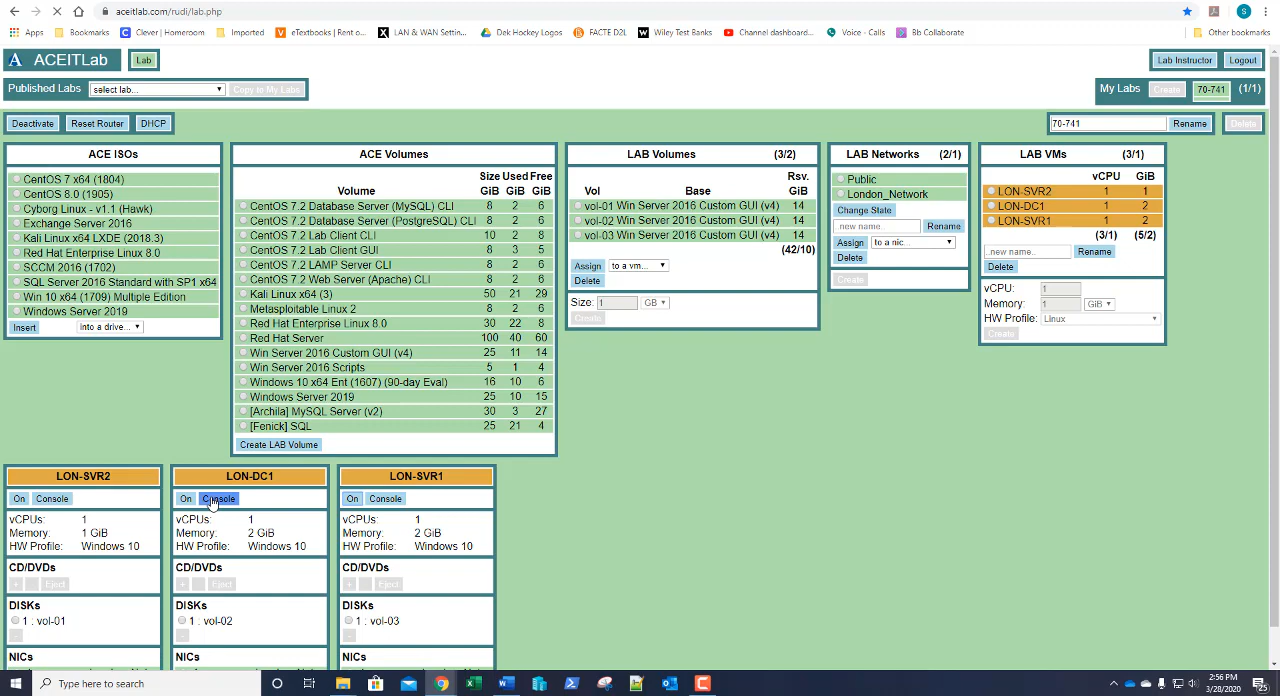 aceitlab.com/rudi/lab.php
S
Apps Bookmarks Clever | Homeroom Imported eTextbooks | Rent o... LAN & WAN Settin... Dek Hockey Logos FACTE D2L Wiley Test Banks Channel dashboard... Voice - Calls Bb Collaborate Other bookmarks
A ACEITLab Lab Lab Instructor Logout
Published Labs select lab... Copy to My Labs My Labs Create 70-741 (1/1)
Deactivate Reset Router DHCP 70-741 Rename Delete
ACE ISOs
CentOS 7 x64 (1804)
CentOS 8.0 (1905)
Cyborg Linux - v1.1 (Hawk)
Exchange Server 2016
Kali Linux x64 LXDE (2018.3)
Red Hat Enterprise Linux 8.0
SCCM 2016 (1702)
SQL Server 2016 Standard with SP1 x64
Win 10 x64 (1709) Multiple Edition
Windows Server 2019
Insert into a drive...
ACE Volumes
Size Used Free
Volume GiB GiB GiB
CentOS 7.2 Database Server (MySQL) CLI 8 2 6
CentOS 7.2 Database Server (PostgreSQL) CLI 8 2 6
CentOS 7.2 Lab Client CLI 10 2 8
CentOS 7.2 Lab Client GUI 8 3 5
CentOS 7.2 LAMP Server CLI 8 2 6
CentOS 7.2 Web Server (Apache) CLI 8 2 6
Kali Linux x64 (3) 50 21 29
Metasploitable Linux 2 8 2 6
Red Hat Enterprise Linux 8.0 30 22 8
Red Hat Server 100 40 60
Win Server 2016 Custom GUI (v4) 25 11 14
Win Server 2016 Scripts 5 1 4
Windows 10 x64 Ent (1607) (90-day Eval) 16 10 6
Windows Server 2019 25 10 15
[Archila] MySQL Server (v2) 30 3 27
[Fenick] SQL 25 21 4
Create LAB Volume
LAB Volumes (3/2)
Rsv.
Vol Base GiB
vol-01 Win Server 2016 Custom GUI (v4) 14
vol-02 Win Server 2016 Custom GUI (v4) 14
vol-03 Win Server 2016 Custom GUI (v4) 14
(42/10)
Assign to a vm...
Delete
Size: 1 GB
Create
LAB Networks (2/1)
Public
London_Network
Change State
..new name.. Rename
Assign to a nic...
Delete
Create
LAB VMs (3/1)
vCPU GiB
LON-SVR2 1 1
LON-DC1 1 2
LON-SVR1 1 2
(3/1) (5/2)
..new name.. Rename
Delete
vCPU: 1
Memory: 1 GiB
HW Profile: Linux
Create
LON-SVR2
On Console
vCPUs: 1
Memory: 1 GiB
HW Profile: Windows 10
CD/DVDs
+ Eject
DISKs
1 : vol-01
-
NICs
LON-DC1
On Console
vCPUs: 1
Memory: 2 GiB
HW Profile: Windows 10
CD/DVDs
+ Eject
DISKs
1 : vol-02
-
NICs
LON-SVR1
On Console
vCPUs: 1
Memory: 2 GiB
HW Profile: Windows 10
CD/DVDs
+ Eject
DISKs
1 : vol-03
-
NICs
Type here to search
2:56 PM
3/28/2020
25